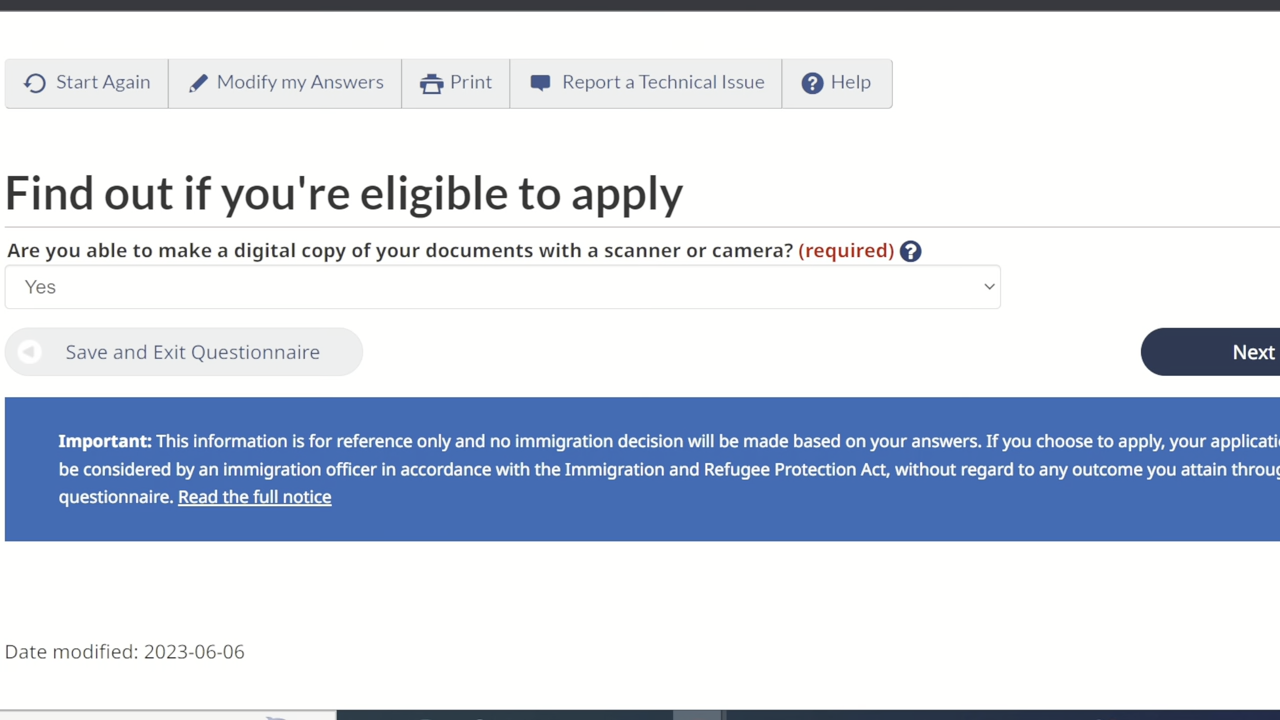 Start Again Modify my Answers Print Report a Technical Issue Help
Find out if you're eligible to apply
Are you able to make a digital copy of your documents with a scanner or camera? (required)
Yes
Save and Exit Questionnaire
Next
Important: This information is for reference only and no immigration decision will be made based on your answers. If you choose to apply, your
be considered by an immigration officer in accordance with the Immigration and Refugee Protection Act, without regard to any outcome you attain
questionnaire. Read the full notice
Date modified: 2023-06-06